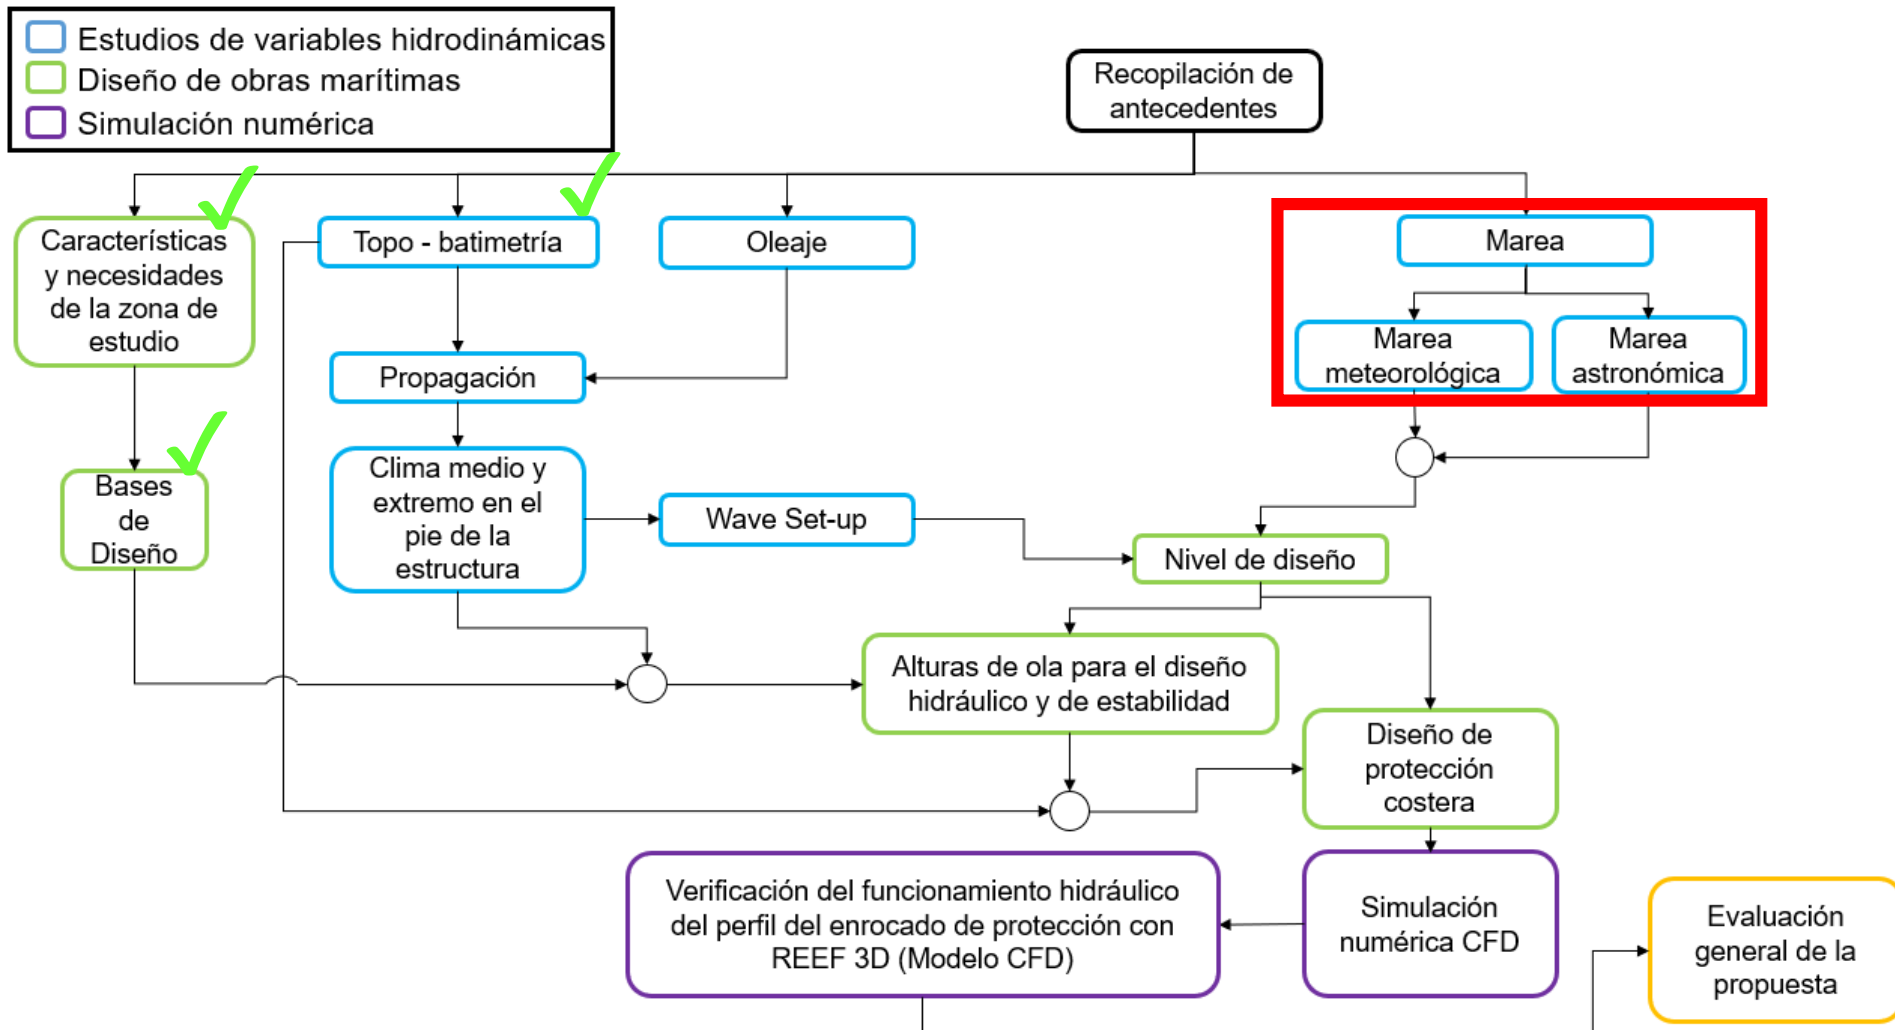 Estudios de variables hidrodinámicas
Diseño de obras marítimas
Simulación numérica
Recopilación de
antecedentes
Características
y necesidades
de la zona de
estudio
Topo - batimetría
Oleaje
Marea
Marea
meteorológica
Marea
astronómica
Propagación
Bases
de
Diseño
Clima medio y
extremo en el
pie de la
estructura
Wave Set-up
Nivel de diseño
Alturas de ola para el diseño
hidráulico y de estabilidad
Diseño de
protección
costera
Verificación del funcionamiento hidráulico
del perfil del enrocado de protección con
REEF 3D (Modelo CFD)
Simulación
numérica CFD
Evaluación
general de la
propuesta